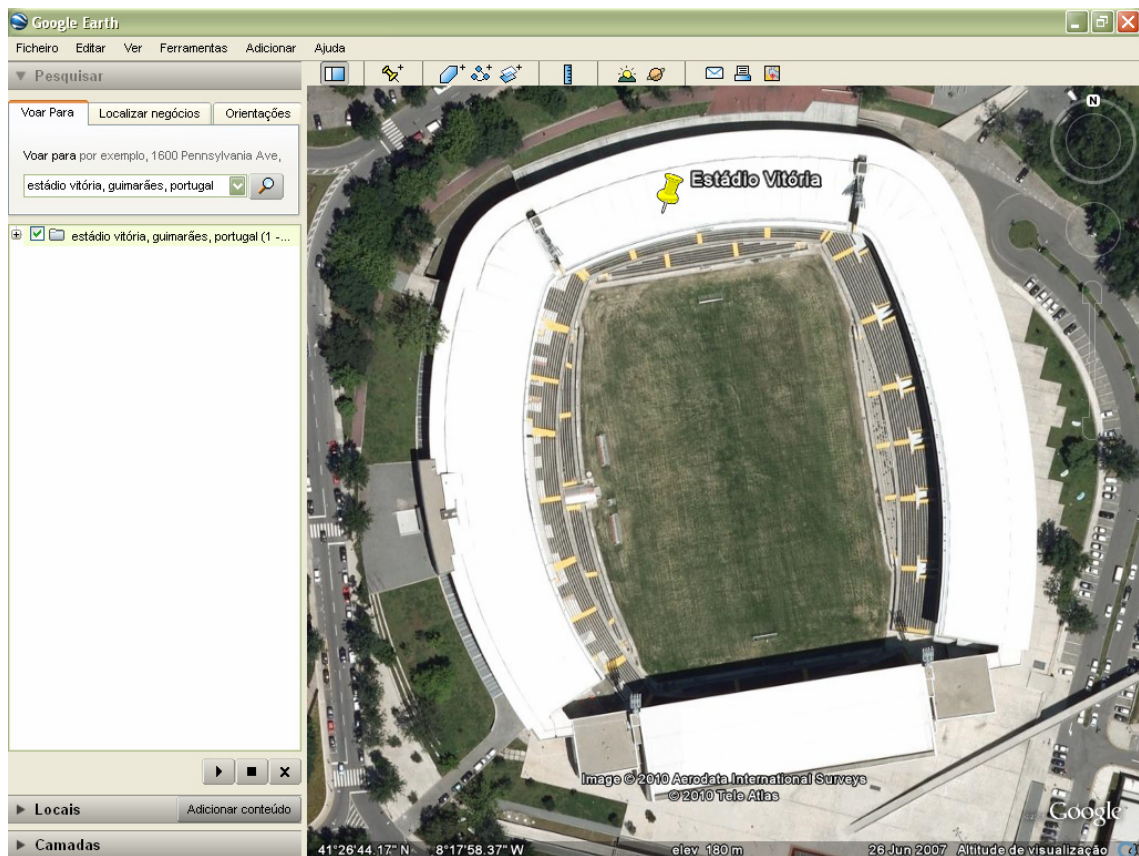 Google Earth
Ficheiro Editar Ver Ferramentas Adicionar Ajuda
Pesquisar
Voar Para Localizar negócios Orientações
Voar para por exemplo, 1600 Pennsylvania Ave,
estádio vitória, guimarães, portugal
estádio vitória, guimarães, portugal (1 -...
N
Estádio Vitória
Image © 2010 Aerodata International Surveys
© 2010 Tele Atlas
Google
Locais Adicionar conteúdo
Camadas
41°26'44.17" N 8°17'58.37" W elev 180 m 26 Jun 2007 Altitude de visualização